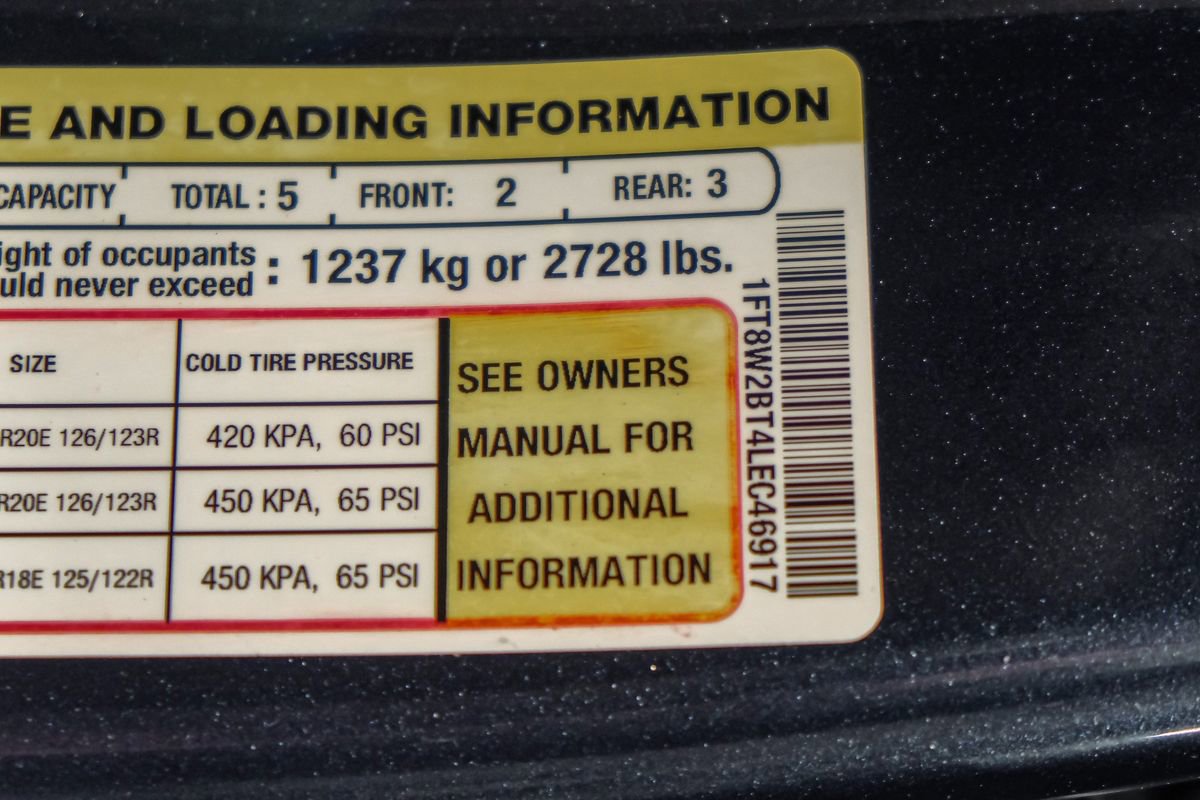 E AND LOADING INFORMATION
CAPACITY TOTAL : 5 FRONT: 2 REAR: 3
ight of occupants
uld never exceed : 1237 kg or 2728 lbs.
SIZE COLD TIRE PRESSURE
R20E 126/123R 420 KPA, 60 PSI
R20E 126/123R 450 KPA, 65 PSI
R18E 125/122R 450 KPA, 65 PSI
SEE OWNERS
MANUAL FOR
ADDITIONAL
INFORMATION
1FT8W2BT4LEC46917